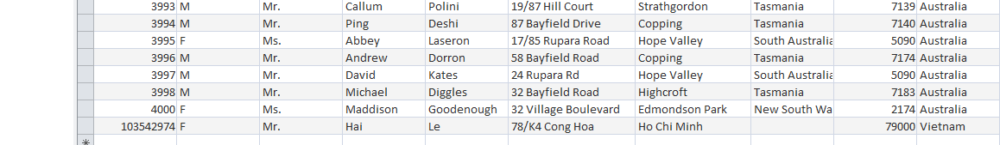 3993 M Mr. Callum Polini 19/87 Hill Court Strathgordon Tasmania 7139 Australia
3994 M Mr. Ping Deshi 87 Bayfield Drive Copping Tasmania 7140 Australia
3995 F Ms. Abbey Laseron 17/85 Rupara Road Hope Valley South Australia 5090 Australia
3996 M Mr. Andrew Dorron 58 Bayfield Road Copping Tasmania 7174 Australia
3997 M Mr. David Kates 24 Rupara Rd Hope Valley South Australia 5090 Australia
3998 M Mr. Michael Diggles 32 Bayfield Road Highcroft Tasmania 7183 Australia
4000 F Ms. Maddison Goodenough 32 Village Boulevard Edmondson Park New South Wa 2174 Australia
103542974 F Mr. Hai Le 78/K4 Cong Hoa Ho Chi Minh 79000 Vietnam